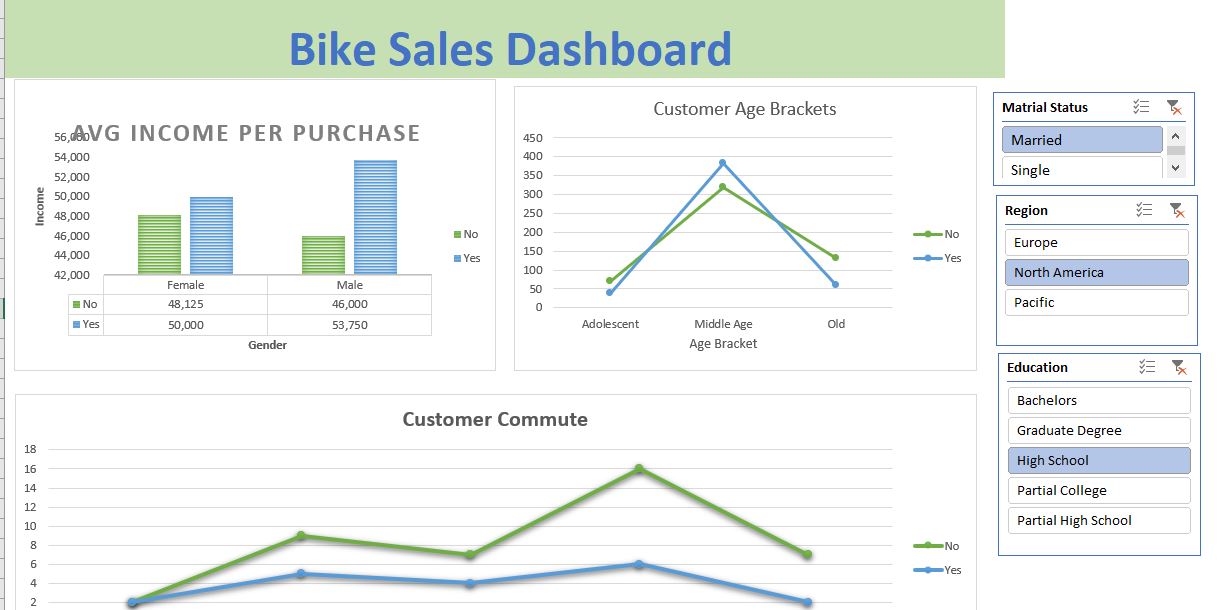 Bike Sales Dashboard
AVG INCOME PER PURCHASE
56,000
54,000
52,000
50,000
48,000
46,000
44,000
42,000
Income
Female Male
No 48,125 46,000
Yes 50,000 53,750
Gender
No
Yes
Customer Age Brackets
450
400
350
300
250
200
150
100
50
0
Adolescent Middle Age Old
Age Bracket
No
Yes
Matrial Status
Married
Single
Region
Europe
North America
Pacific
Education
Bachelors
Graduate Degree
High School
Partial College
Partial High School
Customer Commute
18
16
14
12
10
8
6
4
2
No
Yes